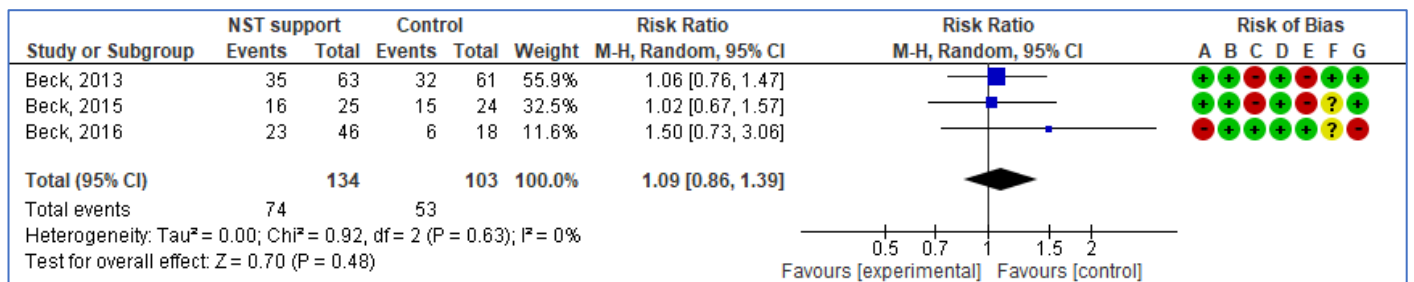 NST support Control Risk Ratio Risk Ratio Risk of Bias
Study or Subgroup Events Total Events Total Weight M-H, Random, 95% CI M-H, Random, 95% CI A B C D E F G
Beck, 2013 35 63 32 61 55.9% 1.06 [0.76, 1.47] + + - + - + +
Beck, 2015 16 25 15 24 32.5% 1.02 [0.67, 1.57] + + - + - ? +
Beck, 2016 23 46 6 18 11.6% 1.50 [0.73, 3.06] - + + + + ? -
Total (95% CI) 134 103 100.0% 1.09 [0.86, 1.39]
Total events 74 53
Heterogeneity: Tau² = 0.00; Chi² = 0.92, df = 2 (P = 0.63); I² = 0%
Test for overall effect: Z = 0.70 (P = 0.48)
0.5 0.7 1 1.5 2
Favours [experimental] Favours [control]